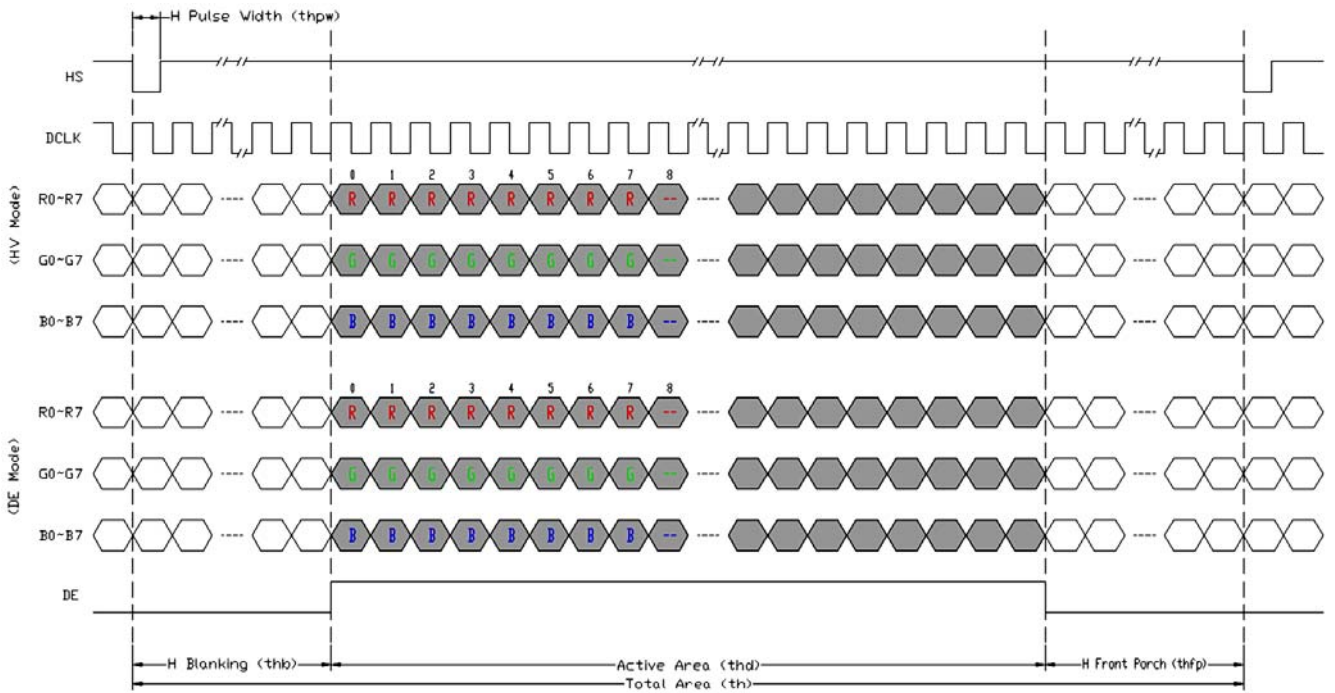 H Pulse Width (thpw)
HS
DCLK
(HV Mode)
0 1 2 3 4 5 6 7 8
R0~R7 ---- R R R R R R R R -- ---- ----
G0~G7 ---- G G G G G G G G -- ---- ----
B0~B7 ---- B B B B B B B B -- ---- ----
(DE Mode)
0 1 2 3 4 5 6 7 8
R0~R7 ---- R R R R R R R R -- ---- ----
G0~G7 ---- G G G G G G G G -- ---- ----
B0~B7 ---- B B B B B B B B -- ---- ----
DE
H Blanking (thb) Active Area (thd) H Front Porch (thfp)
Total Area (th)